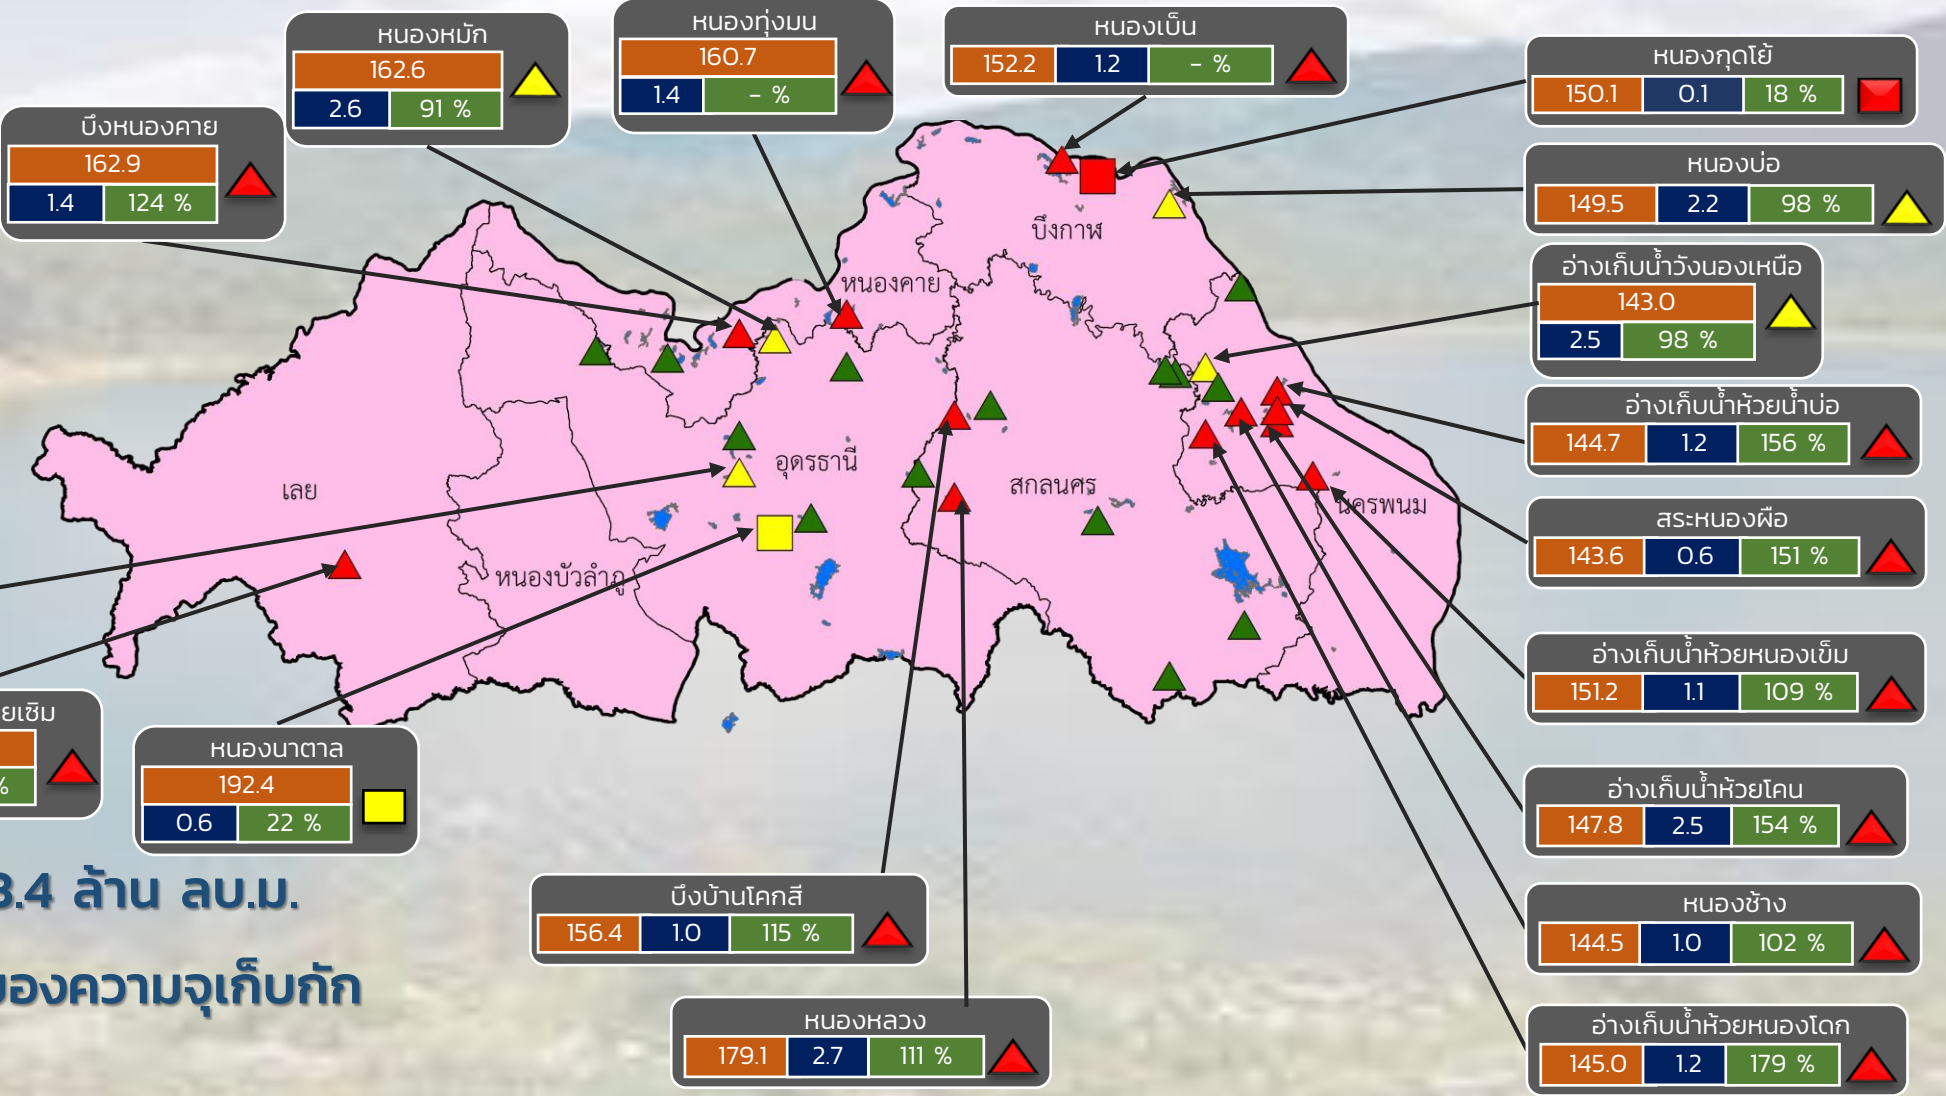 หนองหมัก
162.6
2.6 91 %
หนองทุ่งมน
160.7
1.4 - %
หนองเบ็น
152.2 1.2 - %
หนองกุดโย้
150.1 0.1 18 %
บึงหนองคาย
162.9
1.4 124 %
หนองบ่อ
149.5 2.2 98 %
อ่างเก็บน้ำวังนองเหนือ
143.0
2.5 98 %
อ่างเก็บน้ำห้วยน้ำบ่อ
144.7 1.2 156 %
สระหนองผือ
143.6 0.6 151 %
อ่างเก็บน้ำห้วยหนองเข็ม
151.2 1.1 109 %
อ่างเก็บน้ำห้วยโคน
147.8 2.5 154 %
หนองช้าง
144.5 1.0 102 %
อ่างเก็บน้ำห้วยหนองโดก
145.0 1.2 179 %
บึงกาฬ
หนองคาย
อุดรธานี
สกลนคร
นครพนม
เลย
หนองบัวลำภู
ยเซิม
%
หนองนาตาล
192.4
0.6 22 %
บึงบ้านโคกสี
156.4 1.0 115 %
หนองหลวง
179.1 2.7 111 %
3.4 ล้าน ลบ.ม.
ของความจุเก็บกัก